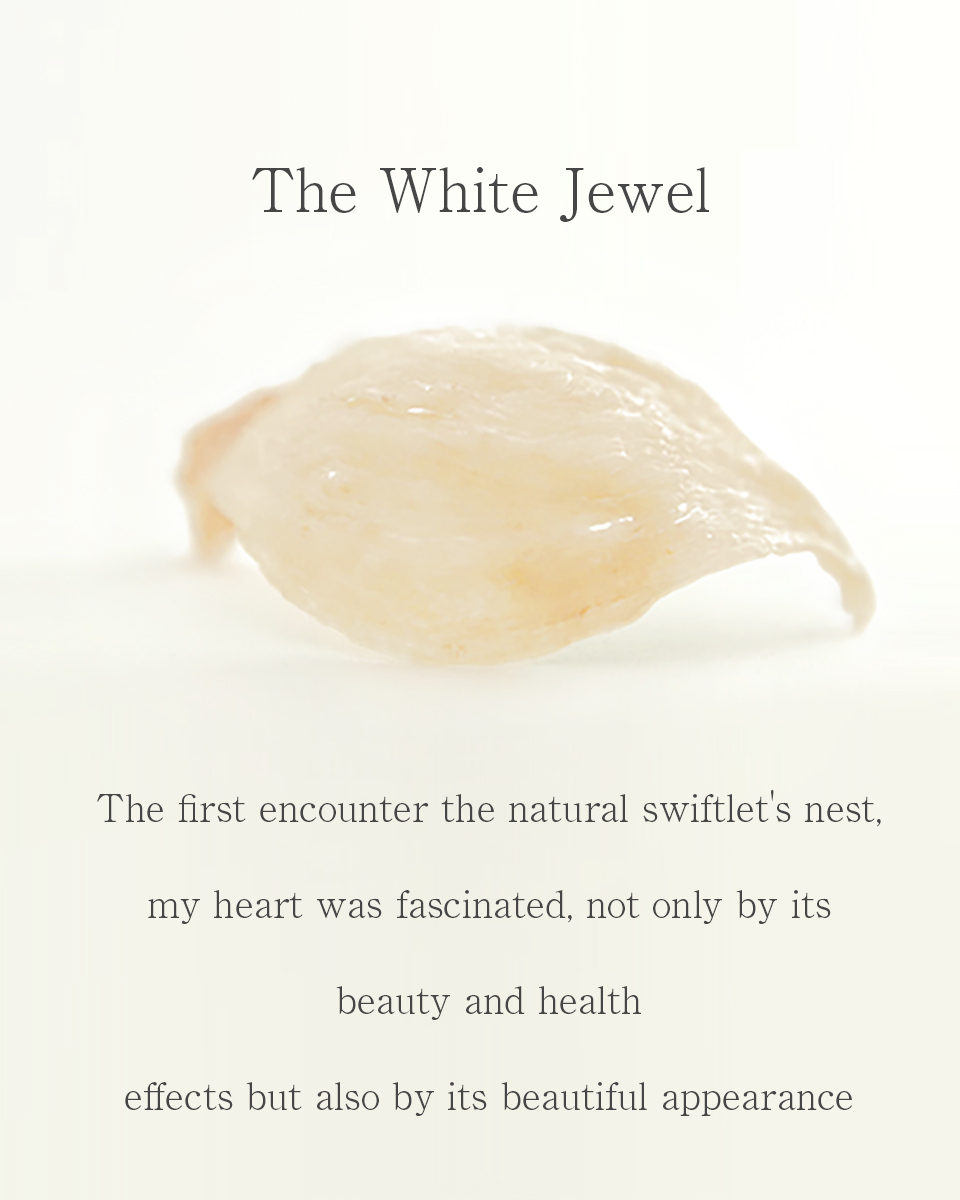 The White Jewel
The first encounter the natural swiftlet's nest,
my heart was fascinated, not only by its
beauty and health
effects but also by its beautiful appearance